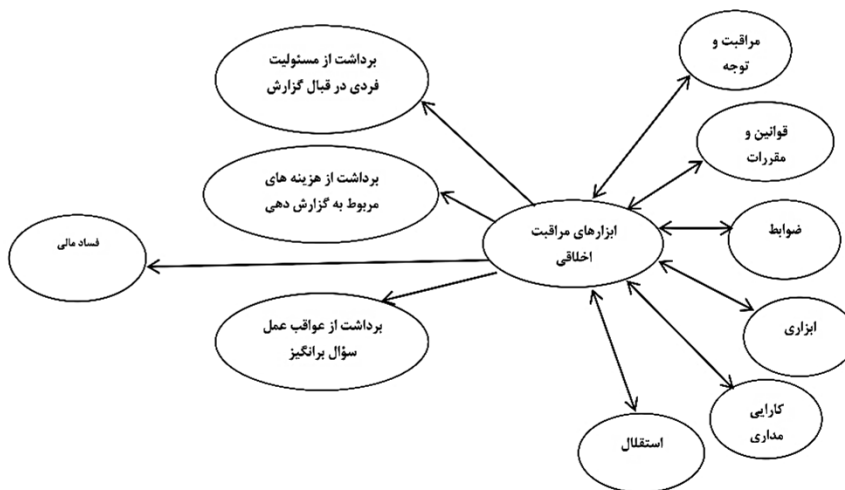 مراقبت و
توجه
برداشت از مسئولیت
فردی در قبال گزارش
قوانین و
مقررات
برداشت از هزینه های
مربوط به گزارش دهی
ابزارهای مراقبت
اخلاقی
ضوابط
فساد مالی
برداشت از عواقب عمل
سؤال برانگیز
ابزاری
کارایی
مداری
استقلال